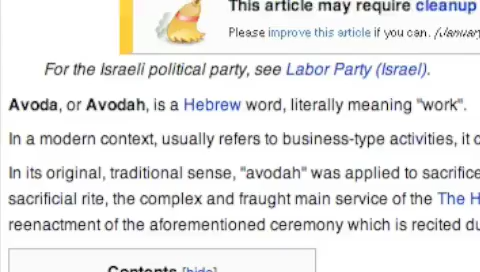 This article may require cleanup
Please improve this article if you can. (January
For the Israeli political party, see Labor Party (Israel).
Avoda, or Avodah, is a Hebrew word, literally meaning "work".
In a modern context, usually refers to business-type activities, it
In its original, traditional sense, "avodah" was applied to sacrifice
sacrificial rite, the complex and fraught main service of the The H
reenactment of the aforementioned ceremony which is recited du
Contents [hide]